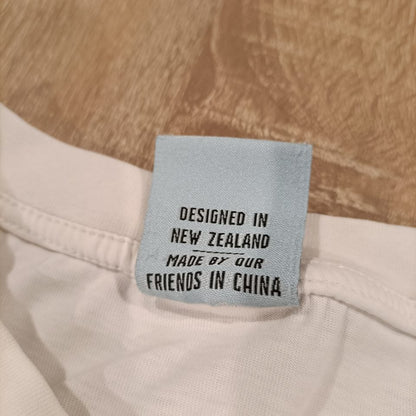 DESIGNED IN
NEW ZEALAND
MADE BY OUR
FRIENDS IN CHINA